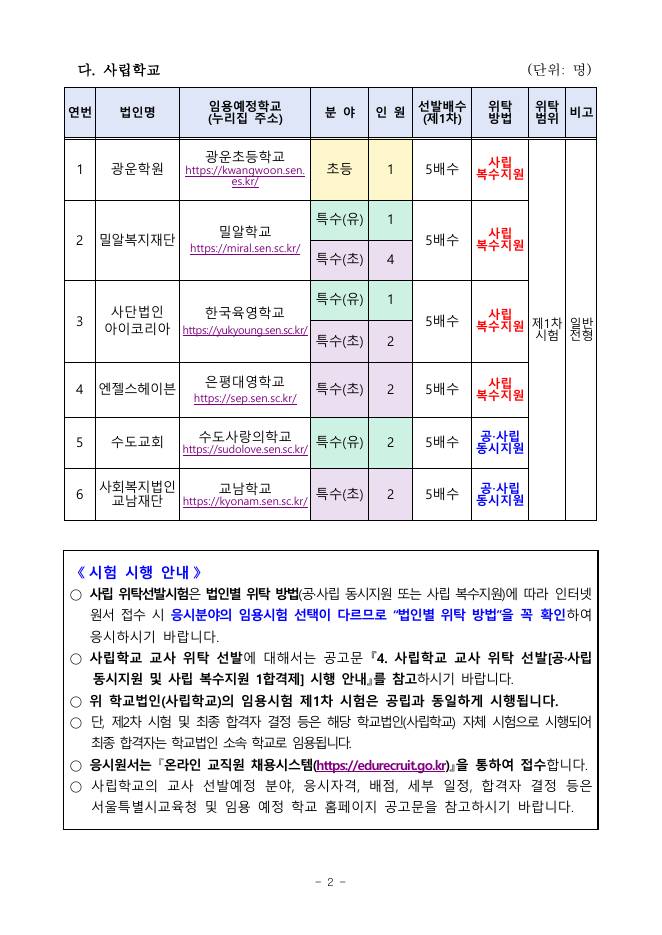 다. 사립학교 (단위: 명)
연번 법인명 임용예정학교 (누리집 주소) 분 야 인 원 선발배수 (제1차) 위탁 방법 위탁 범위 비고
1 광운학원 광운초등학교 https://kwangwoon.sen.es.kr/ 초등 1 5배수 사립 복수지원 제1차 시험 일반 전형
2 밀알복지재단 밀알학교 https://miral.sen.sc.kr/ 특수(유) 1 5배수 사립 복수지원
특수(초) 4
3 사단법인 아이코리아 한국육영학교 https://yukyoung.sen.sc.kr/ 특수(유) 1 5배수 사립 복수지원
특수(초) 2
4 엔젤스헤이븐 은평대영학교 https://sep.sen.sc.kr/ 특수(초) 2 5배수 사립 복수지원
5 수도교회 수도사랑의학교 https://sudolove.sen.sc.kr/ 특수(유) 2 5배수 공·사립 동시지원
6 사회복지법인 교남재단 교남학교 https://kyonam.sen.sc.kr/ 특수(초) 2 5배수 공·사립 동시지원
《 시험 시행 안내 》
○ 사립 위탁선발시험은 법인별 위탁 방법(공·사립 동시지원 또는 사립 복수지원)에 따라 인터넷
원서 접수 시 응시분야의 임용시험 선택이 다르므로 “법인별 위탁 방법”을 꼭 확인하여
응시하시기 바랍니다.
○ 사립학교 교사 위탁 선발에 대해서는 공고문 『4. 사립학교 교사 위탁 선발[공·사립
동시지원 및 사립 복수지원 1합격제] 시행 안내』를 참고하시기 바랍니다.
○ 위 학교법인(사립학교)의 임용시험 제1차 시험은 공립과 동일하게 시행됩니다.
○ 단, 제2차 시험 및 최종 합격자 결정 등은 해당 학교법인(사립학교) 자체 시험으로 시행되어
최종 합격자는 학교법인 소속 학교로 임용됩니다.
○ 응시원서는 『온라인 교직원 채용시스템(https://edurecruit.go.kr)』을 통하여 접수합니다.
○ 사립학교의 교사 선발예정 분야, 응시자격, 배점, 세부 일정, 합격자 결정 등은
서울특별시교육청 및 임용 예정 학교 홈페이지 공고문을 참고하시기 바랍니다.
- 2 -